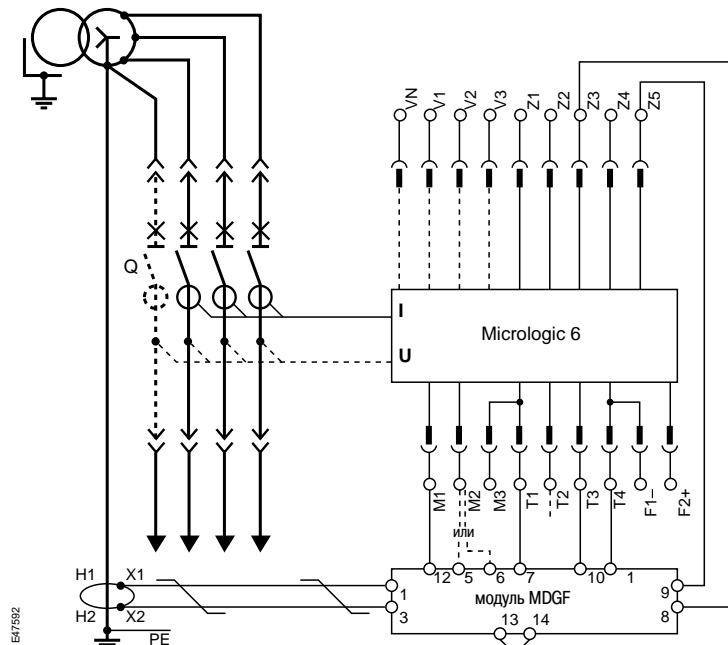 VN V1 V2 V3 Z1 Z2 Z3 Z4 Z5
Q
I
U
Micrologic 6
M1 M2 M3 T1 T2 T3 T4 F1– F2+
или
H1 X1
H2 X2
PE
12 5 6 7 10 1
1
3
модуль MDGF
9
8
13 14
E47592